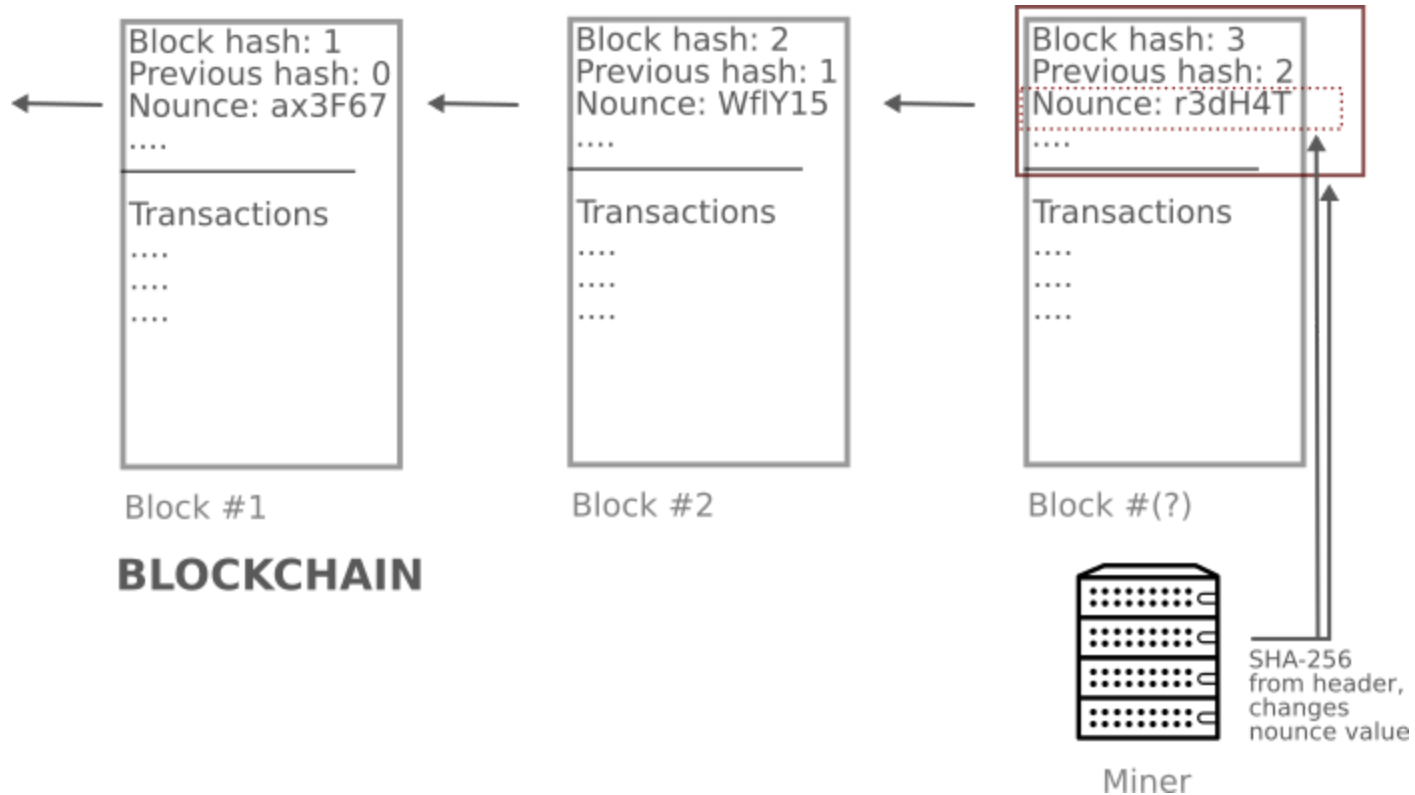 Block hash: 1
Previous hash: 0
Nounce: ax3F67
....
Transactions
....
....
....
Block #1
Block hash: 2
Previous hash: 1
Nounce: WflY15
....
Transactions
....
....
....
Block #2
Block hash: 3
Previous hash: 2
Nounce: r3dH4T
....
Transactions
....
....
....
Block #(?)
BLOCKCHAIN
SHA-256
from header,
changes
nounce value
Miner